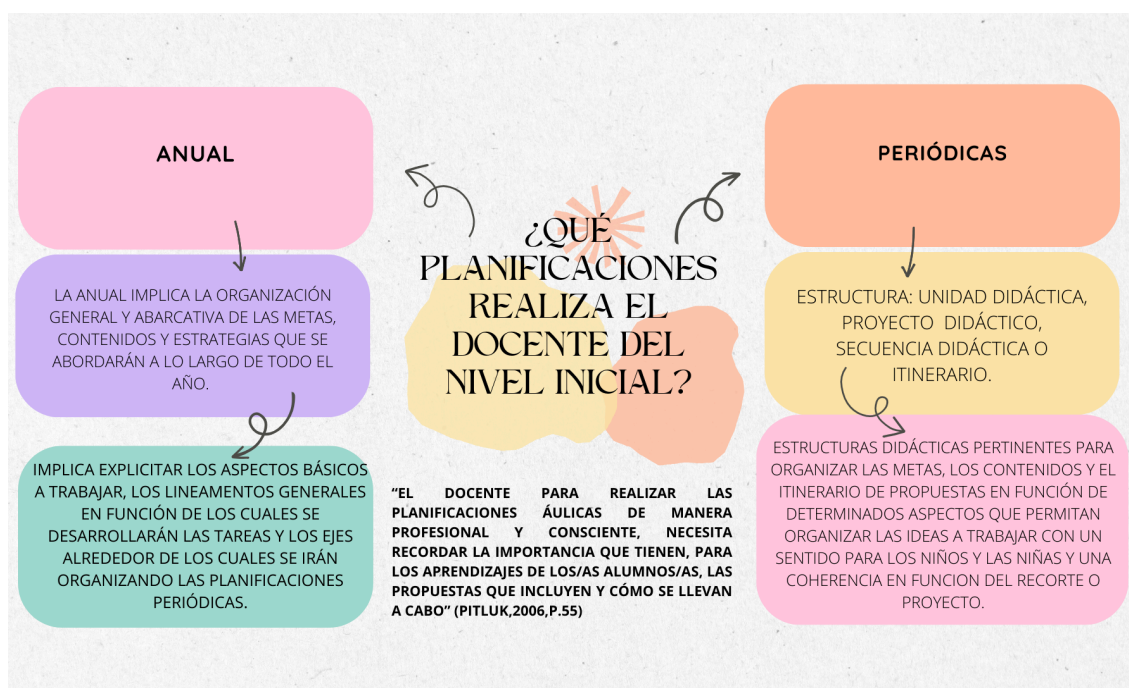 ANUAL
LA ANUAL IMPLICA LA ORGANIZACIÓN
GENERAL Y ABARCATIVA DE LAS METAS,
CONTENIDOS Y ESTRATEGIAS QUE SE
ABORDARÁN A LO LARGO DE TODO EL
AÑO.
IMPLICA EXPLICITAR LOS ASPECTOS BÁSICOS
A TRABAJAR, LOS LINEAMENTOS GENERALES
EN FUNCIÓN DE LOS CUALES SE
DESARROLLARÁN LAS TAREAS Y LOS EJES
ALREDEDOR DE LOS CUALES SE IRÁN
ORGANIZANDO LAS PLANIFICACIONES
PERIÓDICAS.
¿QUÉ
PLANIFICACIONES
REALIZA EL
DOCENTE DEL
NIVEL INICIAL?
“EL DOCENTE PARA REALIZAR LAS
PLANIFICACIONES ÁULICAS DE MANERA
PROFESIONAL Y CONSCIENTE, NECESITA
RECORDAR LA IMPORTANCIA QUE TIENEN, PARA
LOS APRENDIZAJES DE LOS/AS ALUMNOS/AS, LAS
PROPUESTAS QUE INCLUYEN Y CÓMO SE LLEVAN
A CABO” (PITLUK,2006,P.55)
PERIÓDICAS
ESTRUCTURA: UNIDAD DIDÁCTICA,
PROYECTO DIDÁCTICO,
SECUENCIA DIDÁCTICA O
ITINERARIO.
ESTRUCTURAS DIDÁCTICAS PERTINENTES PARA
ORGANIZAR LAS METAS, LOS CONTENIDOS Y EL
ITINERARIO DE PROPUESTAS EN FUNCIÓN DE
DETERMINADOS ASPECTOS QUE PERMITAN
ORGANIZAR LAS IDEAS A TRABAJAR CON UN
SENTIDO PARA LOS NIÑOS Y LAS NIÑAS Y UNA
COHERENCIA EN FUNCION DEL RECORTE O
PROYECTO.